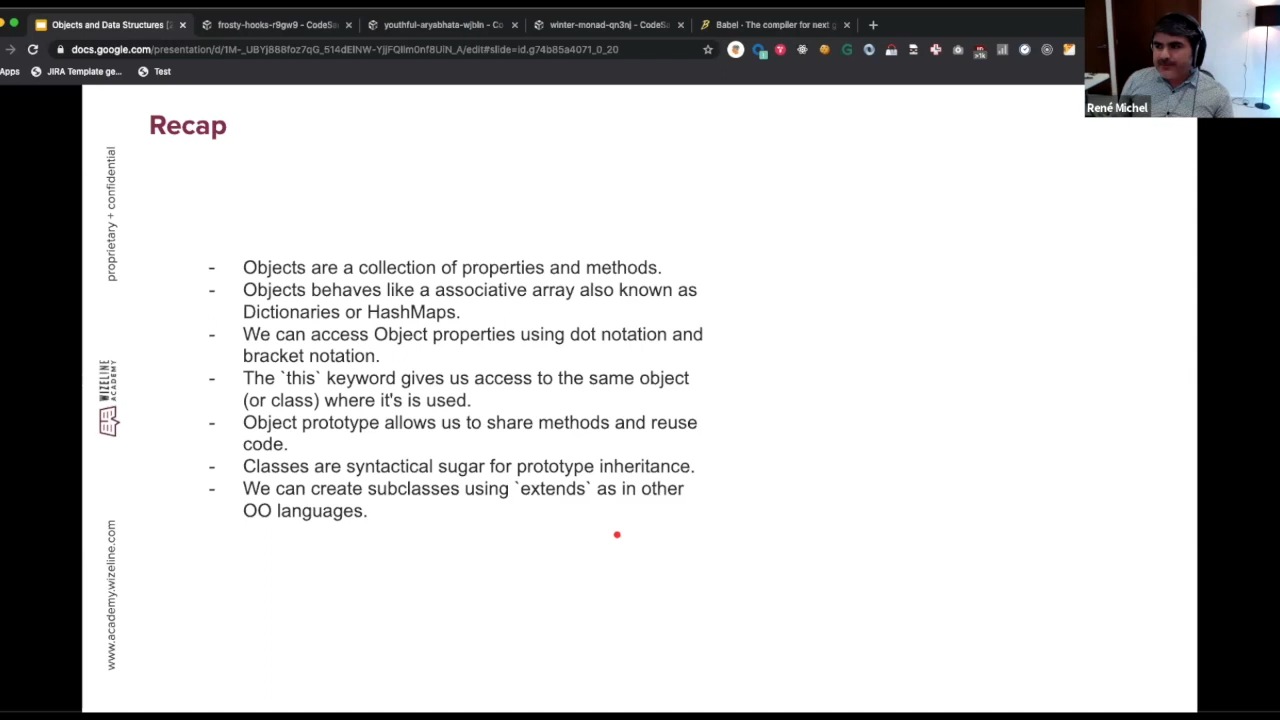 Objects and Data Structures [2
frosty-hooks-r9gw9 - CodeSa
youthful-aryabhata-wjbln - Co
winter-monad-qn3nj - CodeSa
Babel - The compiler for next g
docs.google.com/presentation/d/1M-_UBYj888foz7qG_514dEINW-YjjFQIlm0nf8UiN_A/edit#slide=id.g74b85a4071_0_20
Apps
JIRA Template ge...
Test
René Michel
Recap
proprietary + confidential
WIZELINE
ACADEMY
www.academy.wizeline.com
- Objects are a collection of properties and methods.
- Objects behaves like a associative array also known as
Dictionaries or HashMaps.
- We can access Object properties using dot notation and
bracket notation.
- The `this` keyword gives us access to the same object
(or class) where it's is used.
- Object prototype allows us to share methods and reuse
code.
- Classes are syntactical sugar for prototype inheritance.
- We can create subclasses using `extends` as in other
OO languages.